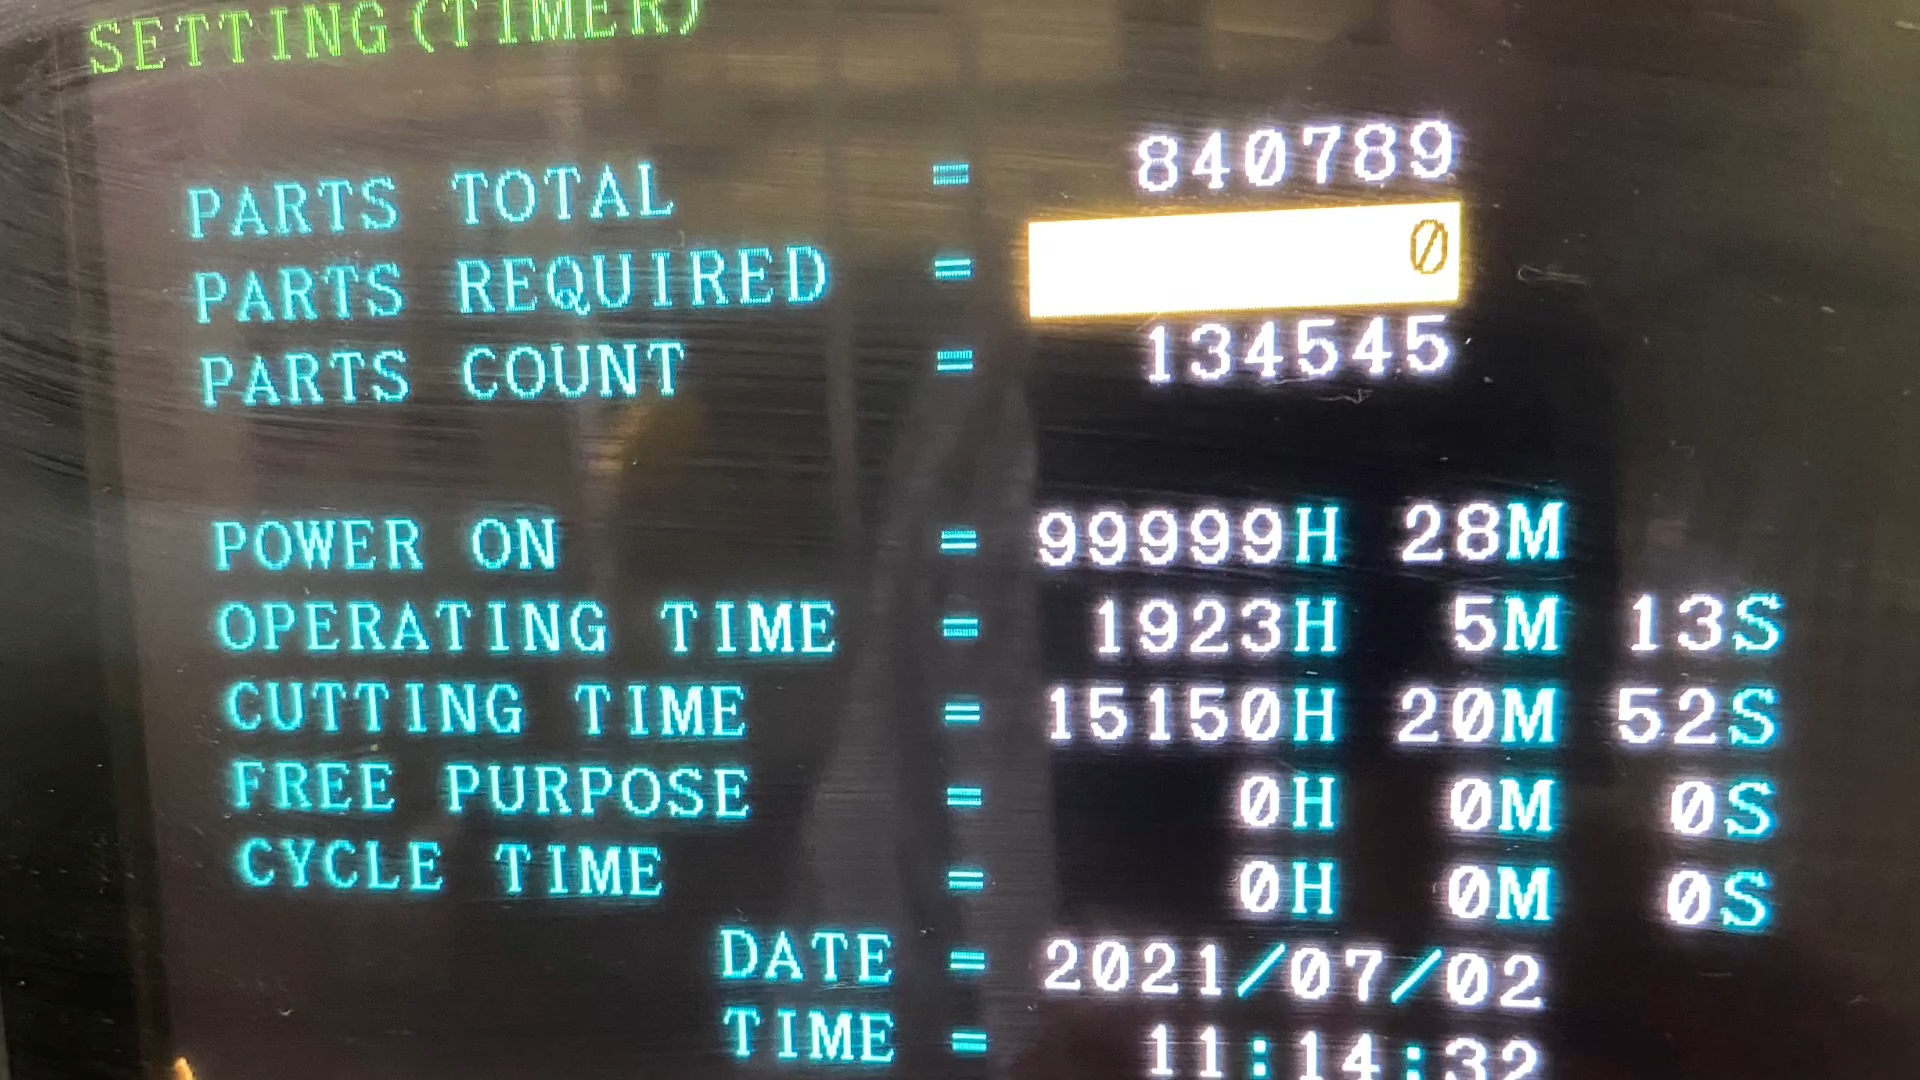 SETTING(TIMER)
PARTS TOTAL = 840789
PARTS REQUIRED = 0
PARTS COUNT = 134545
POWER ON = 99999H 28M
OPERATING TIME = 1923H 5M 13S
CUTTING TIME = 15150H 20M 52S
FREE PURPOSE = 0H 0M 0S
CYCLE TIME = 0H 0M 0S
DATE = 2021/07/02
TIME = 11:14:32